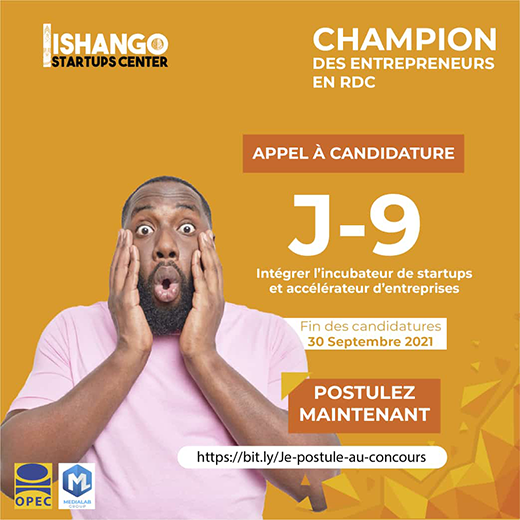 ISHANGO
STARTUPS CENTER
CHAMPION
DES ENTREPRENEURS
EN RDC
APPEL À CANDIDATURE
J-9
Intégrer l'incubateur de startups
et accélérateur d'entreprises
Fin des candidatures
30 Septembre 2021
POSTULEZ
MAINTENANT
https://bit.ly/Je-postule-au-concours
OPEC
MEDIALAB
GROUP